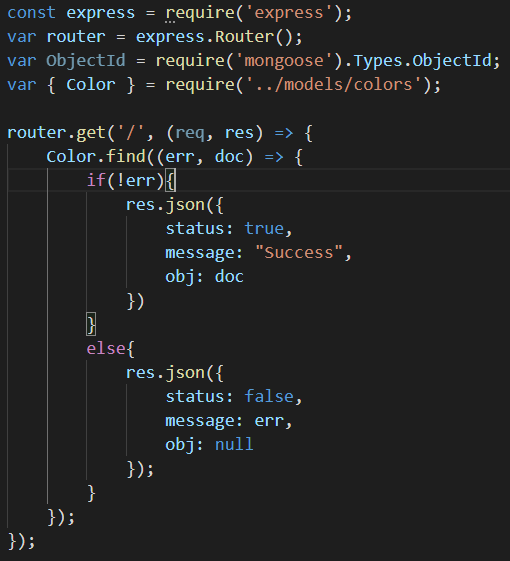 const express = require('express');
var router = express.Router();
var ObjectId = require('mongoose').Types.ObjectId;
var { Color } = require('../models/colors');

router.get('/', (req, res) => {
    Color.find((err, doc) => {
        if(!err){
            res.json({
                status: true,
                message: "Success",
                obj: doc
            })
        }
        else{
            res.json({
                status: false,
                message: err,
                obj: null
            });
        }
    });
});